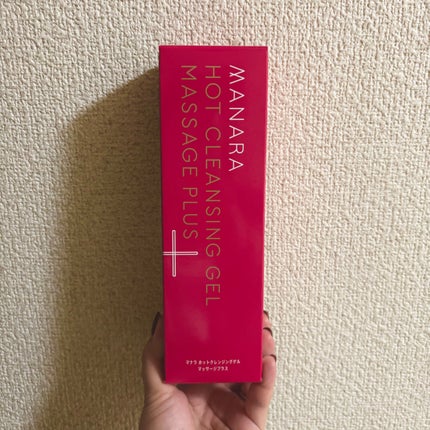 MANARA
HOT CLEANSING GEL
MASSAGE PLUS
マナラ ホットクレンジングゲル
マッサージプラス